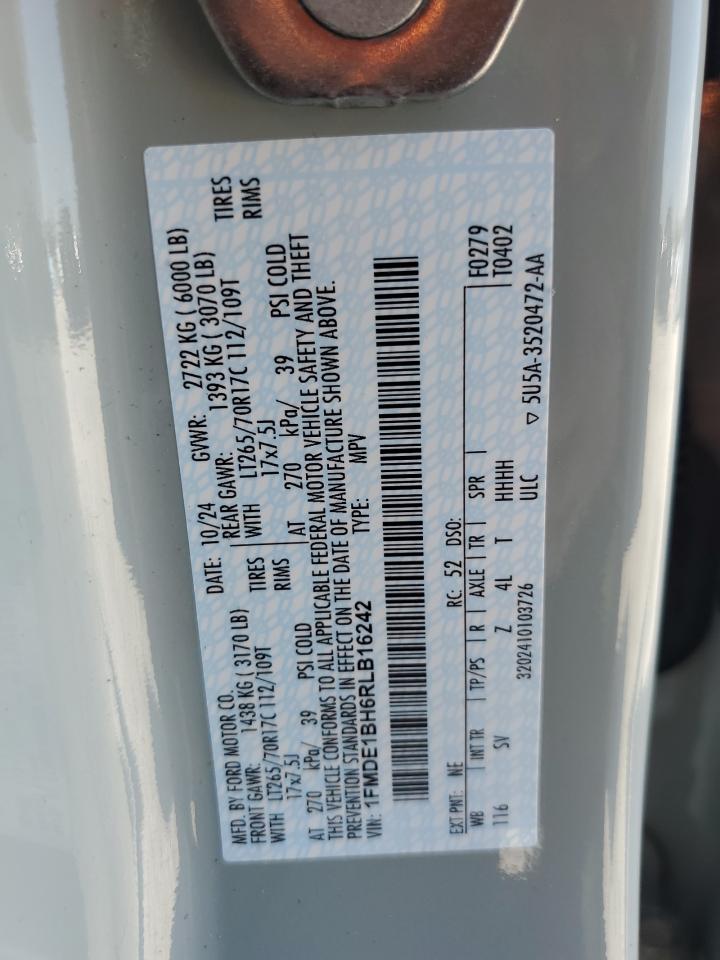 MFD. BY FORD MOTOR CO.
DATE: 10/24 GVWR: 2722 KG ( 6000 LB)
FRONT GAWR: 1438 KG ( 3170 LB)
REAR GAWR: 1393 KG ( 3070 LB)
WITH LT265/70R17C 112/109T TIRES
WITH LT265/70R17C 112/109T TIRES
17x7.5J RIMS
17x7.5J RIMS
AT 270 kPa/ 39 PSI COLD
AT 270 kPa/ 39 PSI COLD
THIS VEHICLE CONFORMS TO ALL APPLICABLE FEDERAL MOTOR VEHICLE SAFETY AND THEFT
PREVENTION STANDARDS IN EFFECT ON THE DATE OF MANUFACTURE SHOWN ABOVE.
VIN: 1FMDE1BH6RLB16242 TYPE: MPV
EXT PNT: NE RC: 52 DSO:
WB INT TR TP/PS R AXLE TR SPR F0279
116 SV Z 4L T HHHH T0402
ULC
3202410103726 ▽ 5U5A-3520472-AA